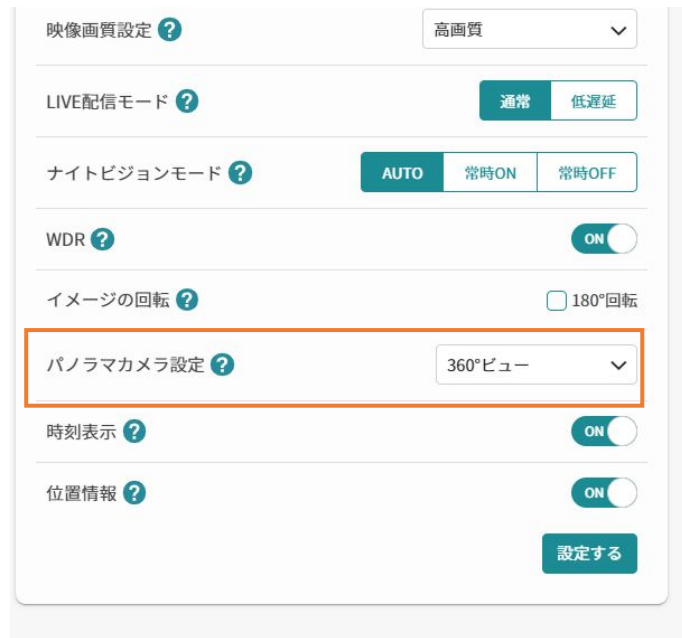 映像画質設定 ? 高画質
LIVE配信モード ? 通常 低遅延
ナイトビジョンモード ? AUTO 常時ON 常時OFF
WDR ? ON
イメージの回転 ? 180°回転
パノラマカメラ設定 ? 360°ビュー
時刻表示 ? ON
位置情報 ? ON
設定する